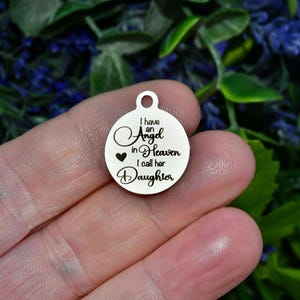 I have
an
Angel
in Heaven
I call her
Daughter